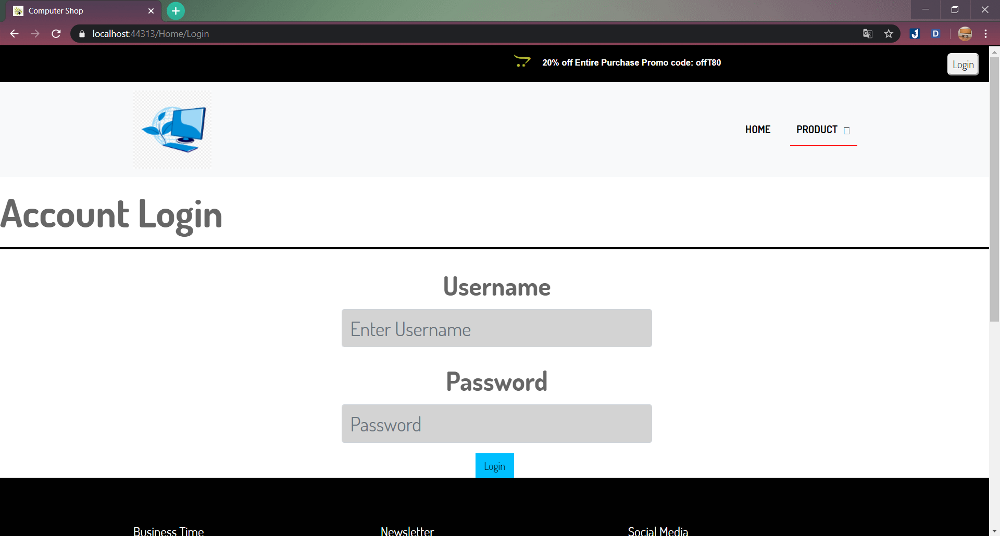 Computer Shop
localhost:44313/Home/Login
D
20% off Entire Purchase Promo code: offT80
Login
HOME
PRODUCT
Account Login
Username
Enter Username
Password
Password
Login
Business Time
Newsletter
Social Media